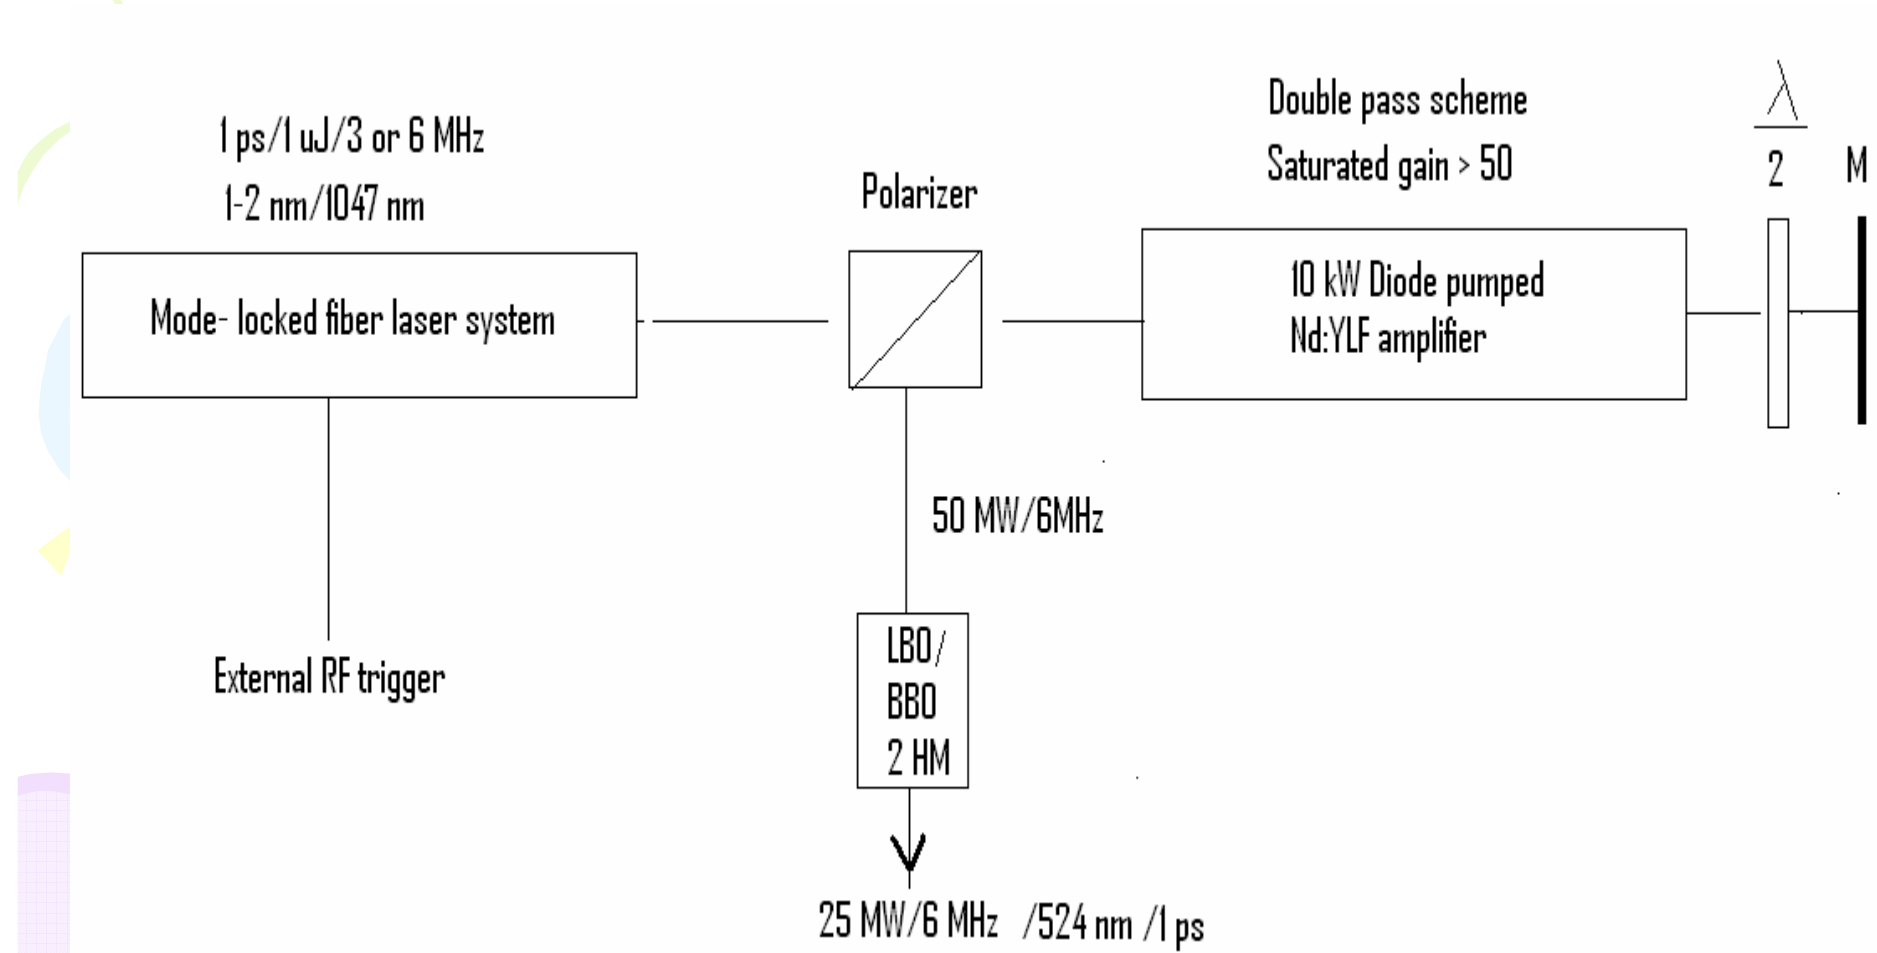 1 ps/1 uJ/3 or 6 MHz
1-2 nm/1047 nm
Mode- locked fiber laser system
External RF trigger
Polarizer
Double pass scheme
Saturated gain > 50
10 kW Diode pumped
Nd:YLF amplifier
λ
2
M
50 MW/6MHz
LBO/
BBO
2 HM
25 MW/6 MHz /524 nm /1 ps